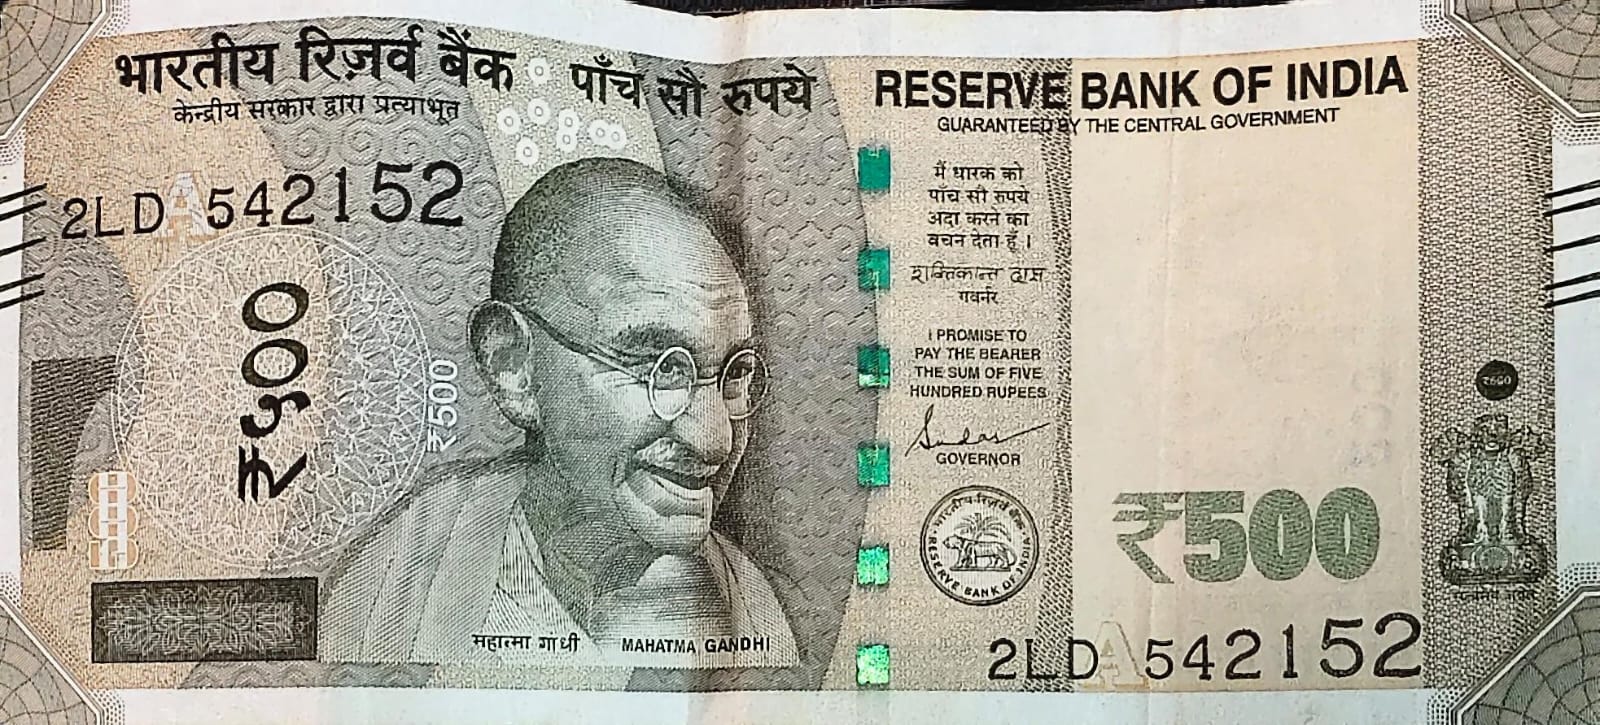 भारतीय रिज़र्व बैंक
केन्द्रीय सरकार द्वारा प्रत्याभूत
पाँच सौ रुपये
RESERVE BANK OF INDIA
GUARANTEED BY THE CENTRAL GOVERNMENT
2LD 542152
₹५००
₹500
मैं धारक को
पाँच सौ रुपये
अदा करने का
वचन देता हूँ ।
शक्तिकान्त दास
गवर्नर
I PROMISE TO
PAY THE BEARER
THE SUM OF FIVE
HUNDRED RUPEES
GOVERNOR
भारतीय रिज़र्व बैंक
RESERVE BANK OF INDIA
₹500
₹500
सत्यमेव जयते
महात्मा गांधी
MAHATMA GANDHI
2LD 542152